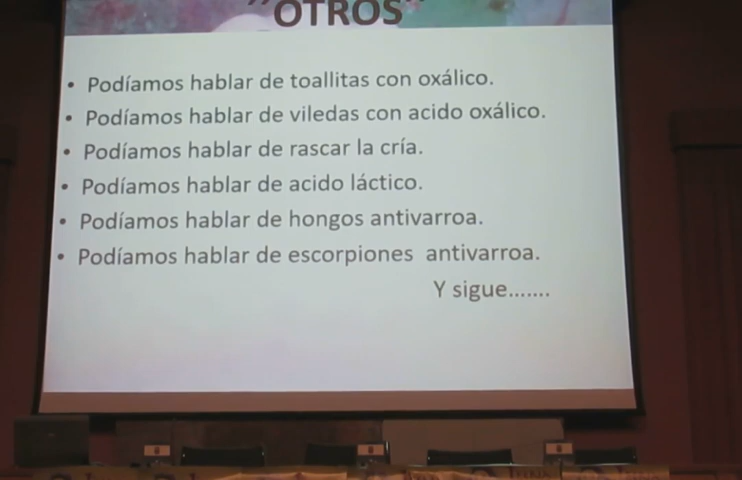 "OTROS"
• Podíamos hablar de toallitas con oxálico.
• Podíamos hablar de viledas con acido oxálico.
• Podíamos hablar de rascar la cría.
• Podíamos hablar de acido láctico.
• Podíamos hablar de hongos antivarroa.
• Podíamos hablar de escorpiones antivarroa.
Y sigue.......